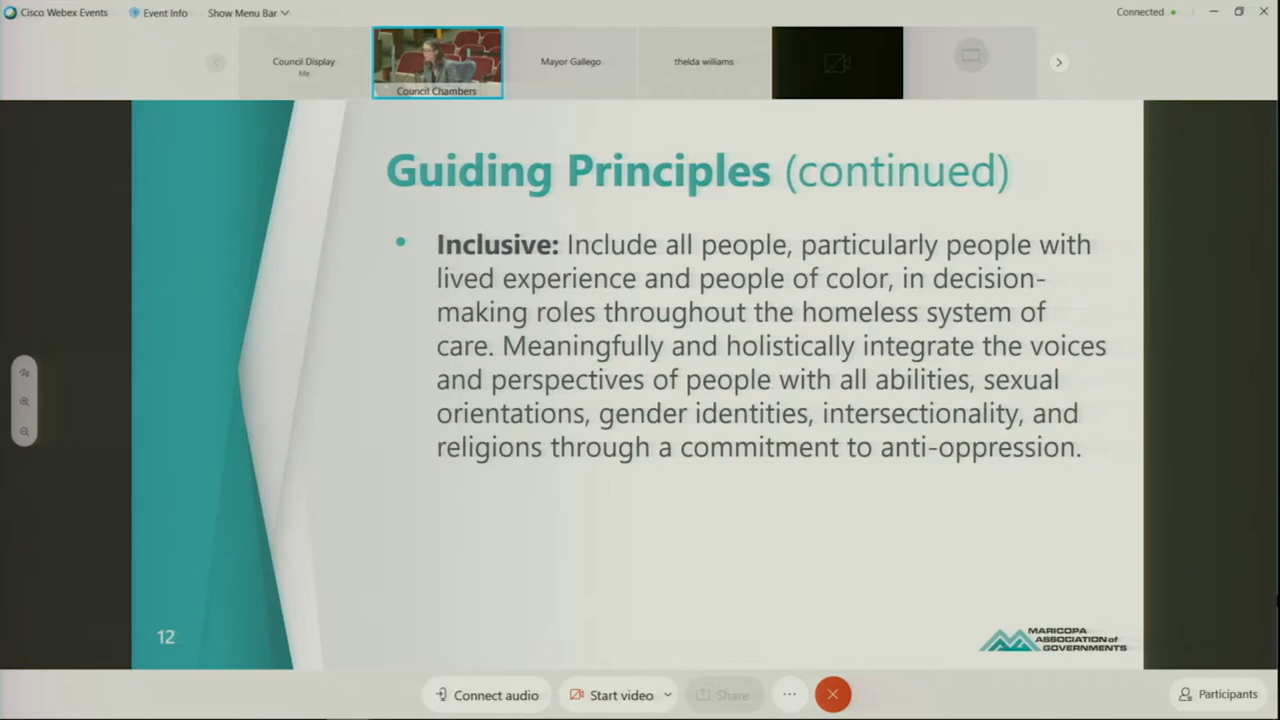 Cisco Webex Events
Event Info
Show Menu Bar
Connected
Council Display
Me
Council Chambers
Mayor Gallego
thelda williams
Guiding Principles (continued)
• Inclusive: Include all people, particularly people with
lived experience and people of color, in decision-
making roles throughout the homeless system of
care. Meaningfully and holistically integrate the voices
and perspectives of people with all abilities, sexual
orientations, gender identities, intersectionality, and
religions through a commitment to anti-oppression.
12
MARICOPA
ASSOCIATION of
GOVERNMENTS
Connect audio
Start video
Share
Participants